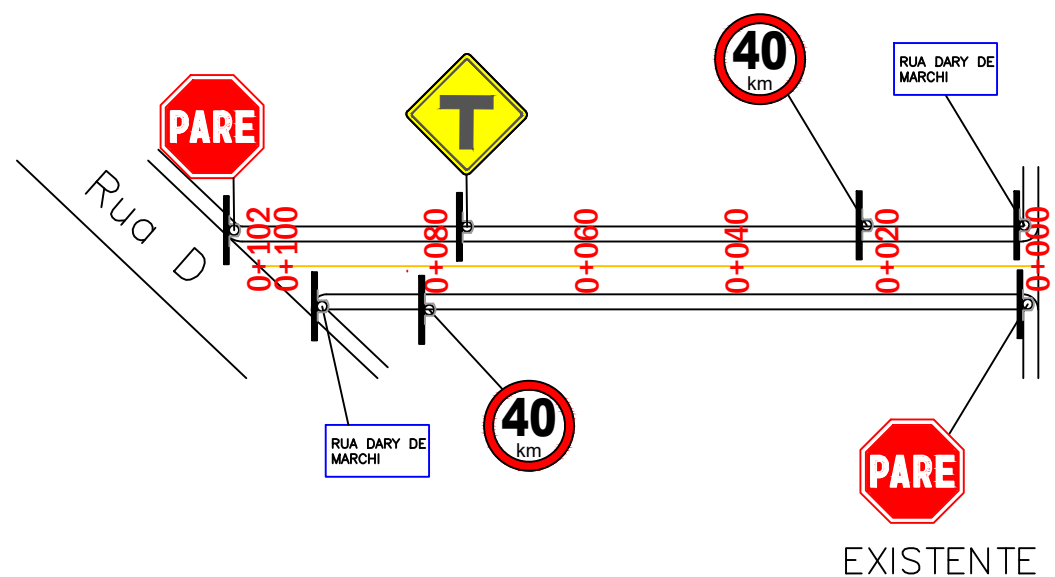 40
km
RUA DARY DE
MARCHI
PARE
T
Rua D
0+102
0+100
0+080
0+060
0+040
0+020
0+000
RUA DARY DE
MARCHI
40
km
PARE
EXISTENTE